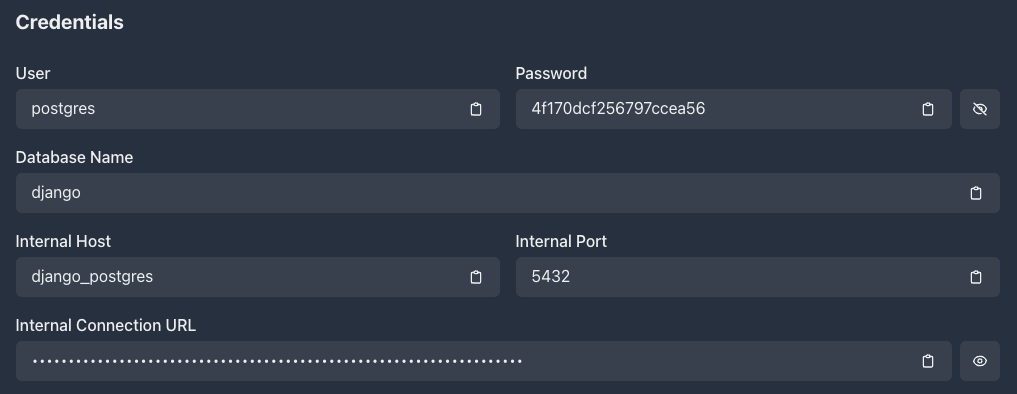 Credentials
User
Password
postgres
4f170dcf256797ccea56
Database Name
django
Internal Host
Internal Port
django_postgres
5432
Internal Connection URL
••••••••••••••••••••••••••••••••••••••••••••••••••••••••••••••••••••